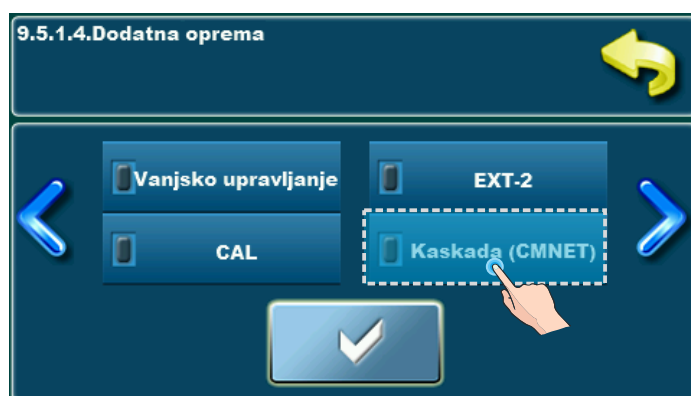 9.5.1.4.Dodatna oprema
Vanjsko upravljanje
EXT-2
CAL
Kaskada (CMNET)